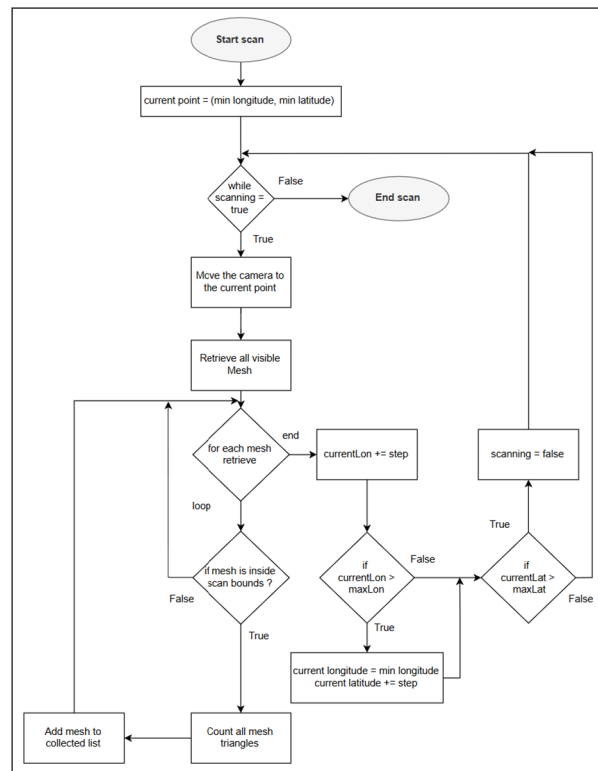 Start scan
current point = (min longitude, min latitude)
while
scanning =
true
False
End scan
True
Mcve the camera to
the current point
Retrieve all visible
Mesh
for each mesh
retrieve
end
currentLon += step
scanning = false
loop
True
if mesh is inside
scan bounds ?
False
if
currentLon >
maxLon
False
if
currentLat >
maxLat
False
True
True
current longitude = min longitude
current latitude += step
Add mesh to
collected list
Count all mesh
triangles